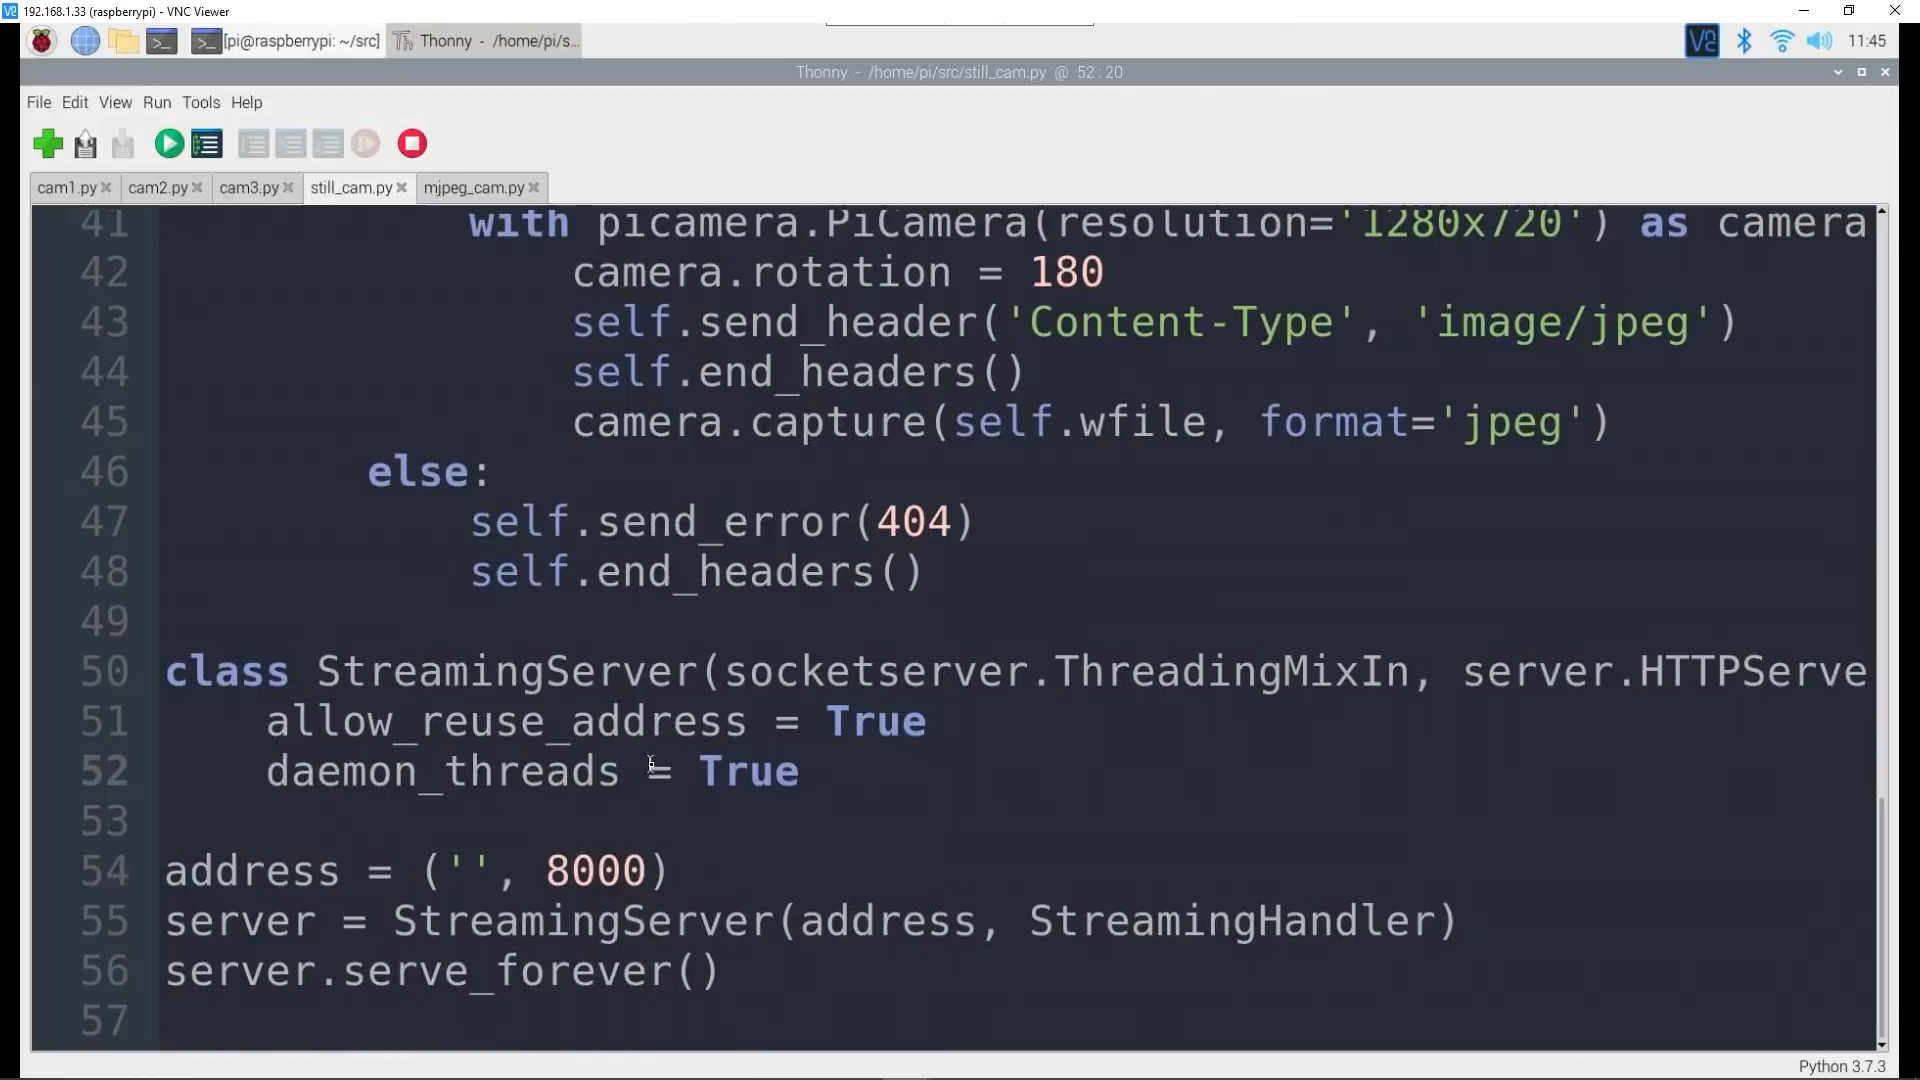 192.168.1.33 (raspberrypi) - VNC Viewer
[pi@raspberrypi: ~/src]
Thonny - /home/pi/s...
11:45
Thonny - /home/pi/src/still_cam.py @ 52 : 20
File Edit View Run Tools Help
cam1.py cam2.py cam3.py still_cam.py mjpeg_cam.py
41 with picamera.PiCamera(resolution='1280x720') as camera
42 camera.rotation = 180
43 self.send_header('Content-Type', 'image/jpeg')
44 self.end_headers()
45 camera.capture(self.wfile, format='jpeg')
46 else:
47 self.send_error(404)
48 self.end_headers()
49
50 class StreamingServer(socketserver.ThreadingMixIn, server.HTTPServe
51 allow_reuse_address = True
52 daemon_threads = True
53
54 address = ('', 8000)
55 server = StreamingServer(address, StreamingHandler)
56 server.serve_forever()
57
Python 3.7.3